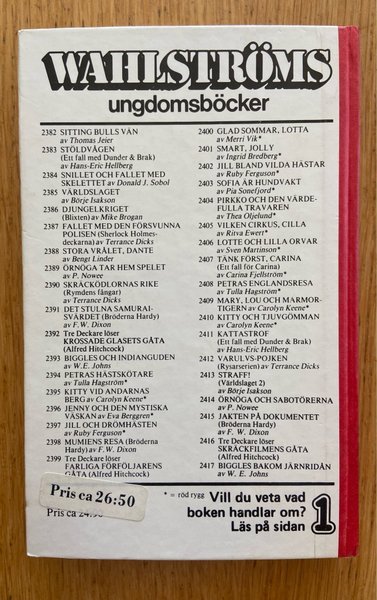 WAHLSTRÖMS
ungdomsböcker
2382 SITTING BULLS VÄN
av Thomas Jeier
2383 STÖLDVÅGEN
(Ett fall med Dunder & Brak)
av Hans-Eric Hellberg
2384 SNILLET OCH FALLET MED
SKELETTET av Donald J. Sobol
2385 VÄRLDSLAGET
av Börje Isakson
2386 DJUNGELKRIGET
(Blixten) av Mike Brogan
2387 FALLET MED DEN FÖRSVUNNA
POLISEN (Sherlock Holmes-
deckarna) av Terrance Dicks
2388 STORA VRÅLET, DANTE
av Bengt Linder
2389 ÖRNÖGA TAR HEM SPELET
av P. Nowee
2390 SKRÄCKÖDLORNAS RIKE
(Rymdens fångar)
av Terrance Dicks
2391 DET STULNA SAMURAI-
SVÄRDET (Bröderna Hardy)
av F.W. Dixon
2392 Tre Deckare löser
KROSSADE GLASETS GÅTA
(Alfred Hitchcock)
2393 BIGGLES OCH INDIANGUDEN
av W.E. Johns
2394 PETRAS HÄSTSKÖTARE
av Tulla Hagström*
2395 KITTY VID ANDARNAS
BERG av Carolyn Keene*
2396 JENNY OCH DEN MYSTISKA
VÄSKAN av Eva Berggren*
2397 JILL OCH DRÖMHÄSTEN
av Ruby Ferguson*
2398 MUMIENS RESA (Bröderna
Hardy) av F.W. Dixon
2399 Tre Deckare löser
FARLIGA FÖRFÖLJARENS
GÅTA (Alfred Hitchcock)
2400 GLAD SOMMAR, LOTTA
av Merri Vik*
2401 SMART, JOLLY
av Ingrid Bredberg*
2402 JILL BLAND VILDA HÄSTAR
av Ruby Ferguson*
2403 SOFIA ÄR HUNDVAKT
av Pia Sonefjord*
2404 PIRKKO OCH DEN VÄRDE-
FULLA TRAVAREN
av Thea Oljelund*
2405 VILKEN CIRKUS, CILLA
av Ritva Ewert*
2406 LOTTE OCH LILLA ORVAR
av Sven Martinson*
2407 TÄNK FÖRST, CARINA
(Ett fall för Carina)
av Carina Fjellström*
2408 PETRAS ENGLANDSRESA
av Tulla Hagström*
2409 MARY, LOU OCH MARMOR-
TIGERN av Carolyn Keene*
2410 KITTY OCH TJUVGÖMMAN
av Carolyn Keene*
2411 KATTASTROF
(Ett fall med Dunder & Brak)
av Hans-Eric Hellberg
2412 VARULVS-POJKEN
(Rysarserien) av Terrance Dicks
2413 STRAFF!
(Världslaget 2)
av Börje Isakson
2414 ÖRNÖGA OCH SABOTÖRERNA
av P. Nowee
2415 JAKTEN PÅ DOKUMENTET
(Bröderna Hardy)
av F. W. Dixon
2416 Tre Deckare löser
SKRÄCKFILMENS GÅTA
(Alfred Hitchcock)
2417 BIGGLES BAKOM JÄRNRIDÅN
av W. E. Johns
Pris ca 26:50
Pris ca
* = röd rygg
Vill du veta vad
boken handlar om?
Läs på sidan
1